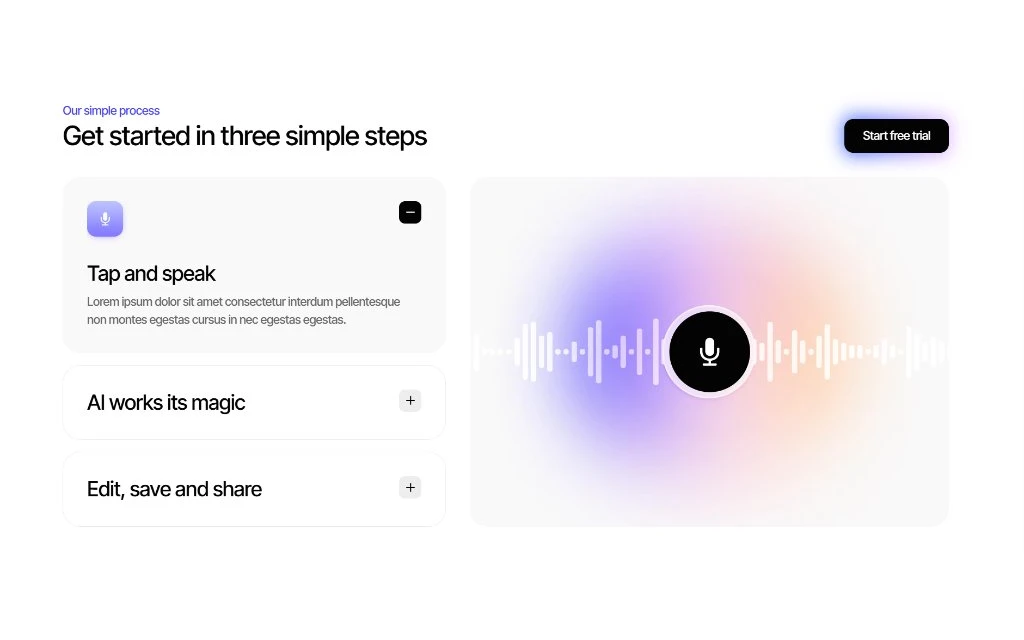 Our simple process
Get started in three simple steps
Start free trial
Tap and speak
Lorem ipsum dolor sit amet consectetur interdum pellentesque
non montes egestas cursus in nec egestas egestas.
AI works its magic
Edit, save and share